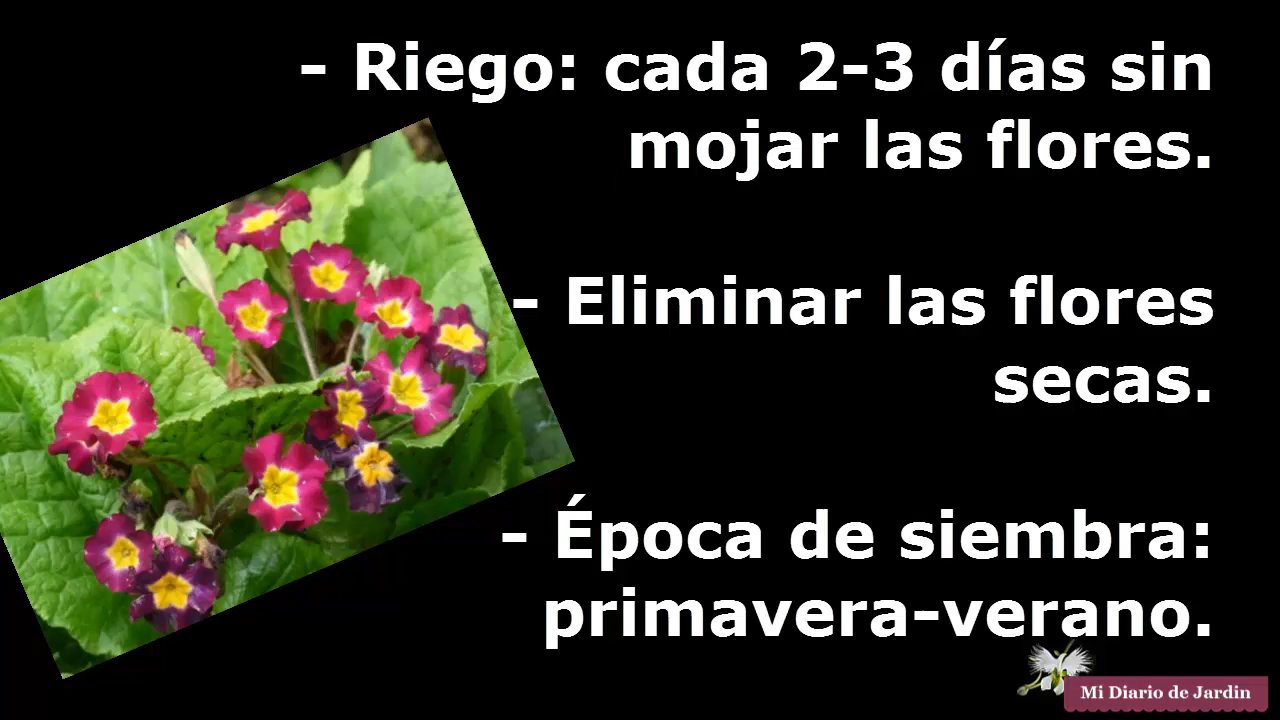 - Riego: cada 2-3 días sin
mojar las flores.
- Eliminar las flores
secas.
- Época de siembra:
primavera-verano.
Mi Diario de Jardin